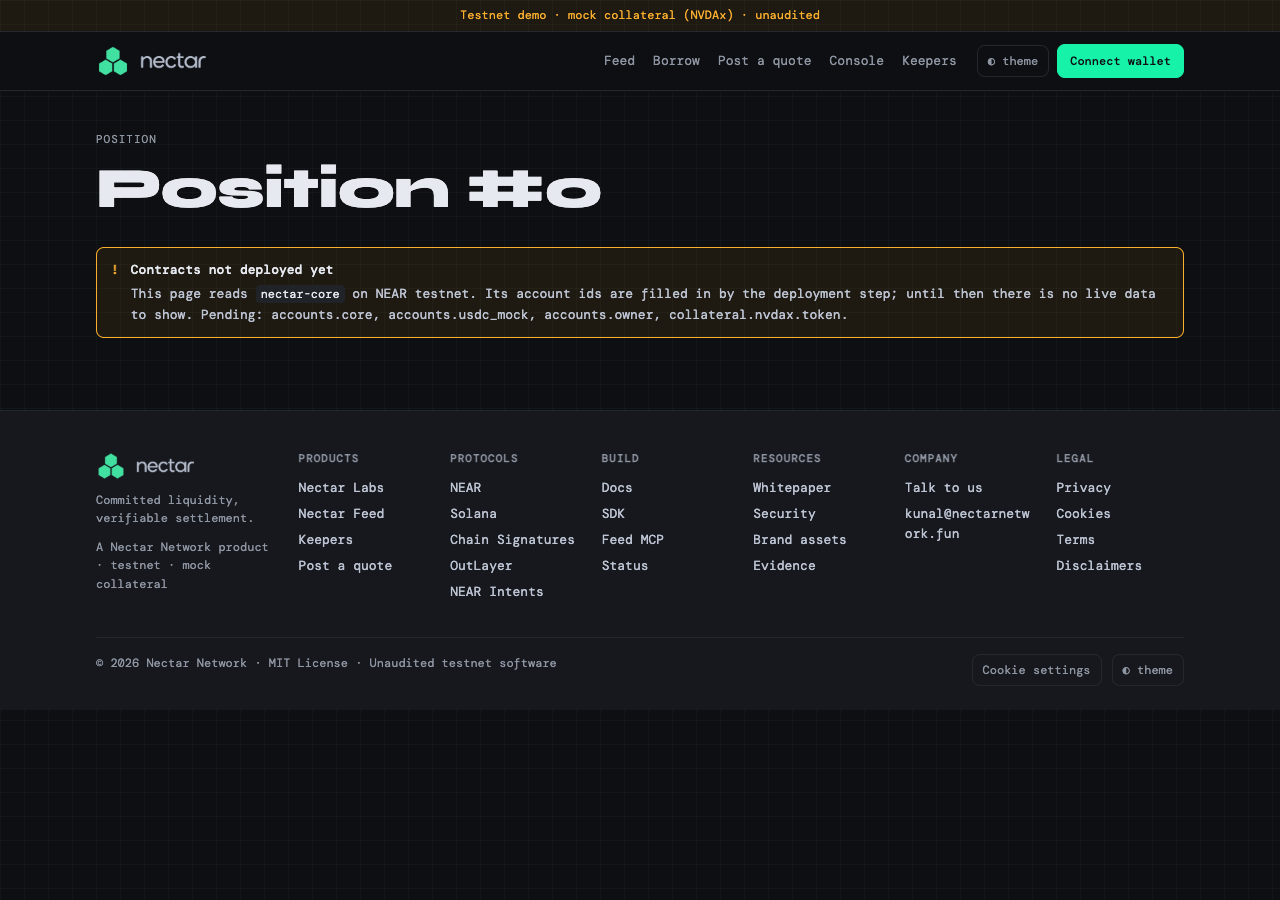 Testnet demo · mock collateral (NVDAx) · unaudited
nectar
Feed Borrow Post a quote Console Keepers ◐ theme Connect wallet
POSITION
Position #0
! Contracts not deployed yet
This page reads nectar-core on NEAR testnet. Its account ids are filled in by the deployment step; until then there is no live data
to show. Pending: accounts.core, accounts.usdc_mock, accounts.owner, collateral.nvdax.token.
nectar
Committed liquidity,
verifiable settlement.
A Nectar Network product
· testnet · mock
collateral
PRODUCTS
Nectar Labs
Nectar Feed
Keepers
Post a quote
PROTOCOLS
NEAR
Solana
Chain Signatures
OutLayer
NEAR Intents
BUILD
Docs
SDK
Feed MCP
Status
RESOURCES
Whitepaper
Security
Brand assets
Evidence
COMPANY
Talk to us
kunal@nectarnetw
ork.fun
LEGAL
Privacy
Cookies
Terms
Disclaimers
© 2026 Nectar Network · MIT License · Unaudited testnet software
Cookie settings ◐ theme